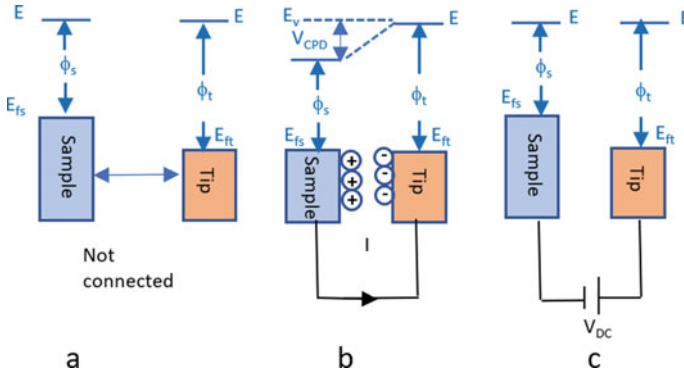 E
E
ϕs
ϕt
Efs
Eft
Sample
Tip
Not
connected
a
Ev
E
VCPD
ϕs
ϕt
Efs
Eft
Sample
+
+
+
-
-
-
Tip
I
b
E
E
ϕs
ϕt
Efs
Eft
Sample
Tip
VDC
c